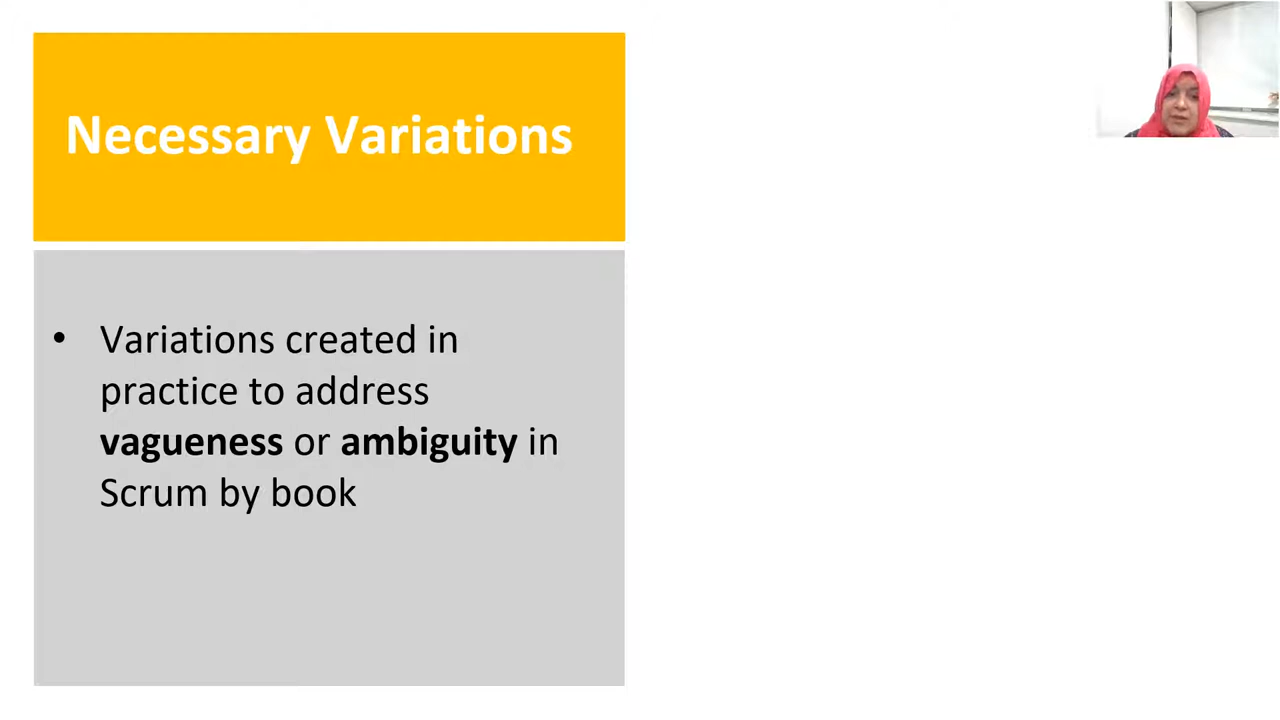 Necessary Variations
• Variations created in
practice to address
vagueness or ambiguity in
Scrum by book